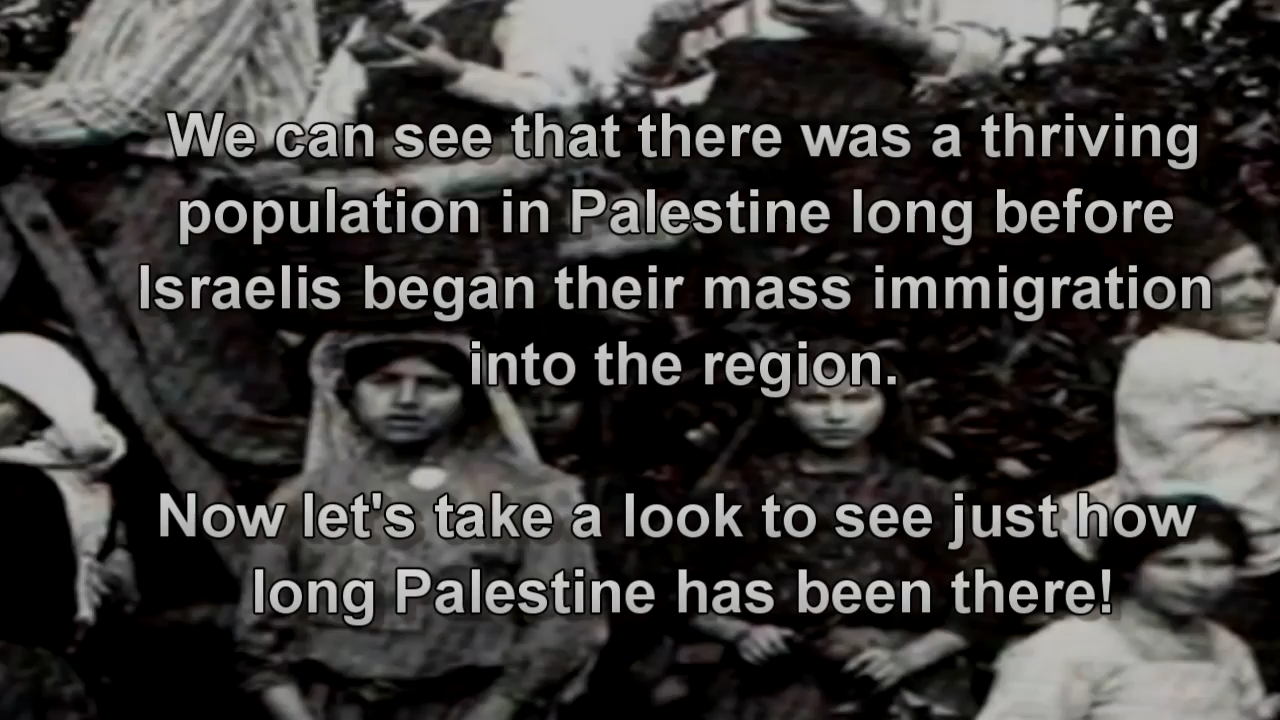 We can see that there was a thriving
population in Palestine long before
Israelis began their mass immigration
into the region.
Now let's take a look to see just how
long Palestine has been there!